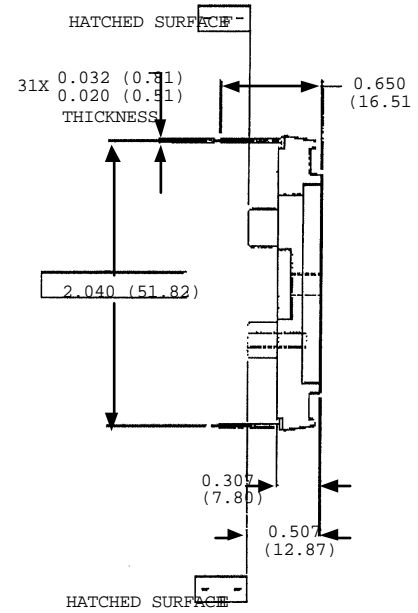 HATCHED SURFACE
31X 0.032 (0.81)
0.020 (0.51)
THICKNESS
0.650
(16.51
2.040 (51.82)
0.307
(7.80)
0.507
(12.87)
HATCHED SURFACE